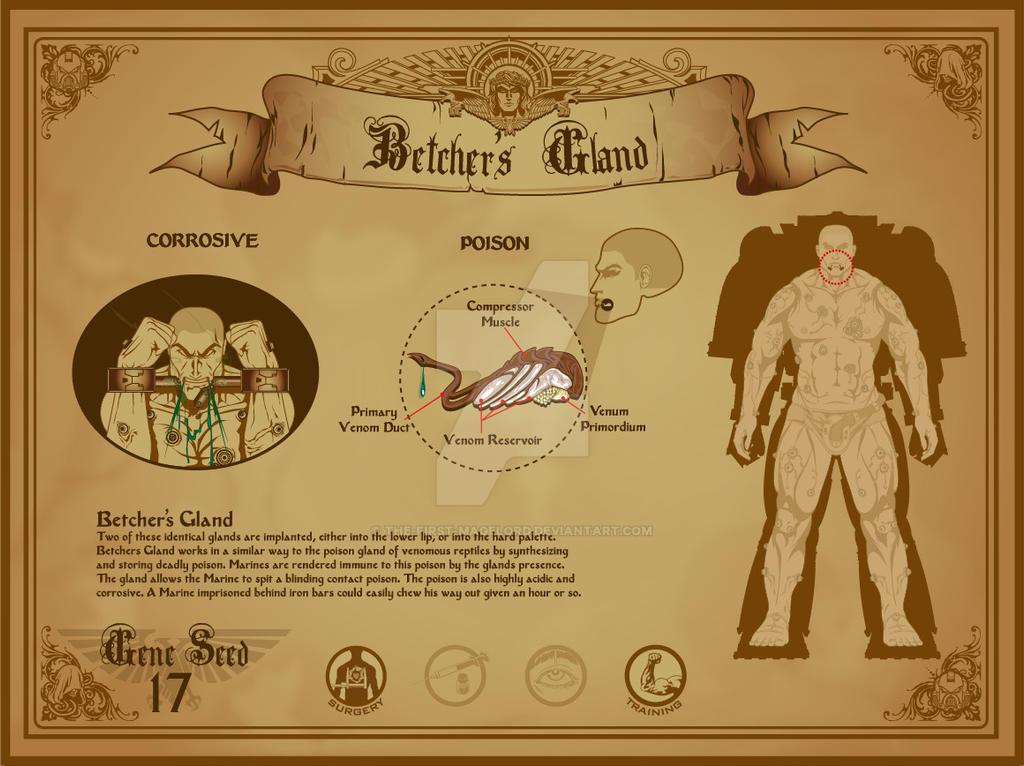 Betcher's Gland
CORROSIVE
POISON
Compressor
Muscle
Primary
Venom Duct
Venom Reservoir
Venum
Primordium
Betcher's Gland
Two of these identical glands are implanted, either into the lower lip, or into the hard palette.
Betchers Gland works in a similar way to the poison gland of venomous reptiles by synthesizing
and storing deadly poison. Marines are rendered immune to this poison by the glands presence.
The gland allows the Marine to spit a blinding contact poison. The poison is also highly acidic and
corrosive. A Marine imprisoned behind iron bars could easily chew his way out given an hour or so.
© THE-FIRST-MAGELORD.DEVIANTART.COM
Gene Seed
17
SURGERY
TRAINING